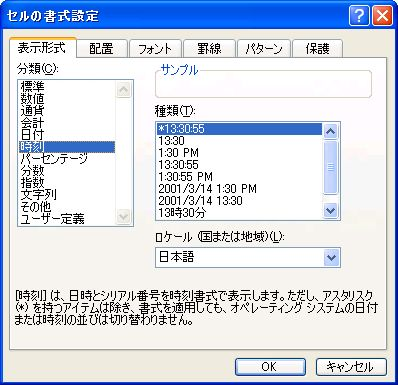 セルの書式設定
表示形式 配置 フォント 罫線 パターン 保護
分類(C):
標準
数値
通貨
会計
日付
時刻
パーセンテージ
分数
指数
文字列
その他
ユーザー定義
サンプル
種類(T):
*13:30:55
13:30
1:30 PM
13:30:55
1:30:55 PM
2001/3/14 1:30 PM
2001/3/14 13:30
13時30分
ロケール (国または地域)(L):
日本語
[時刻] は、日時とシリアル番号を時刻書式で表示します。ただし、アスタリスク
(*) を持つアイテムは除き、書式を適用しても、オペレーティング システムの日付
または時刻の並びは切り替わりません。
OK キャンセル